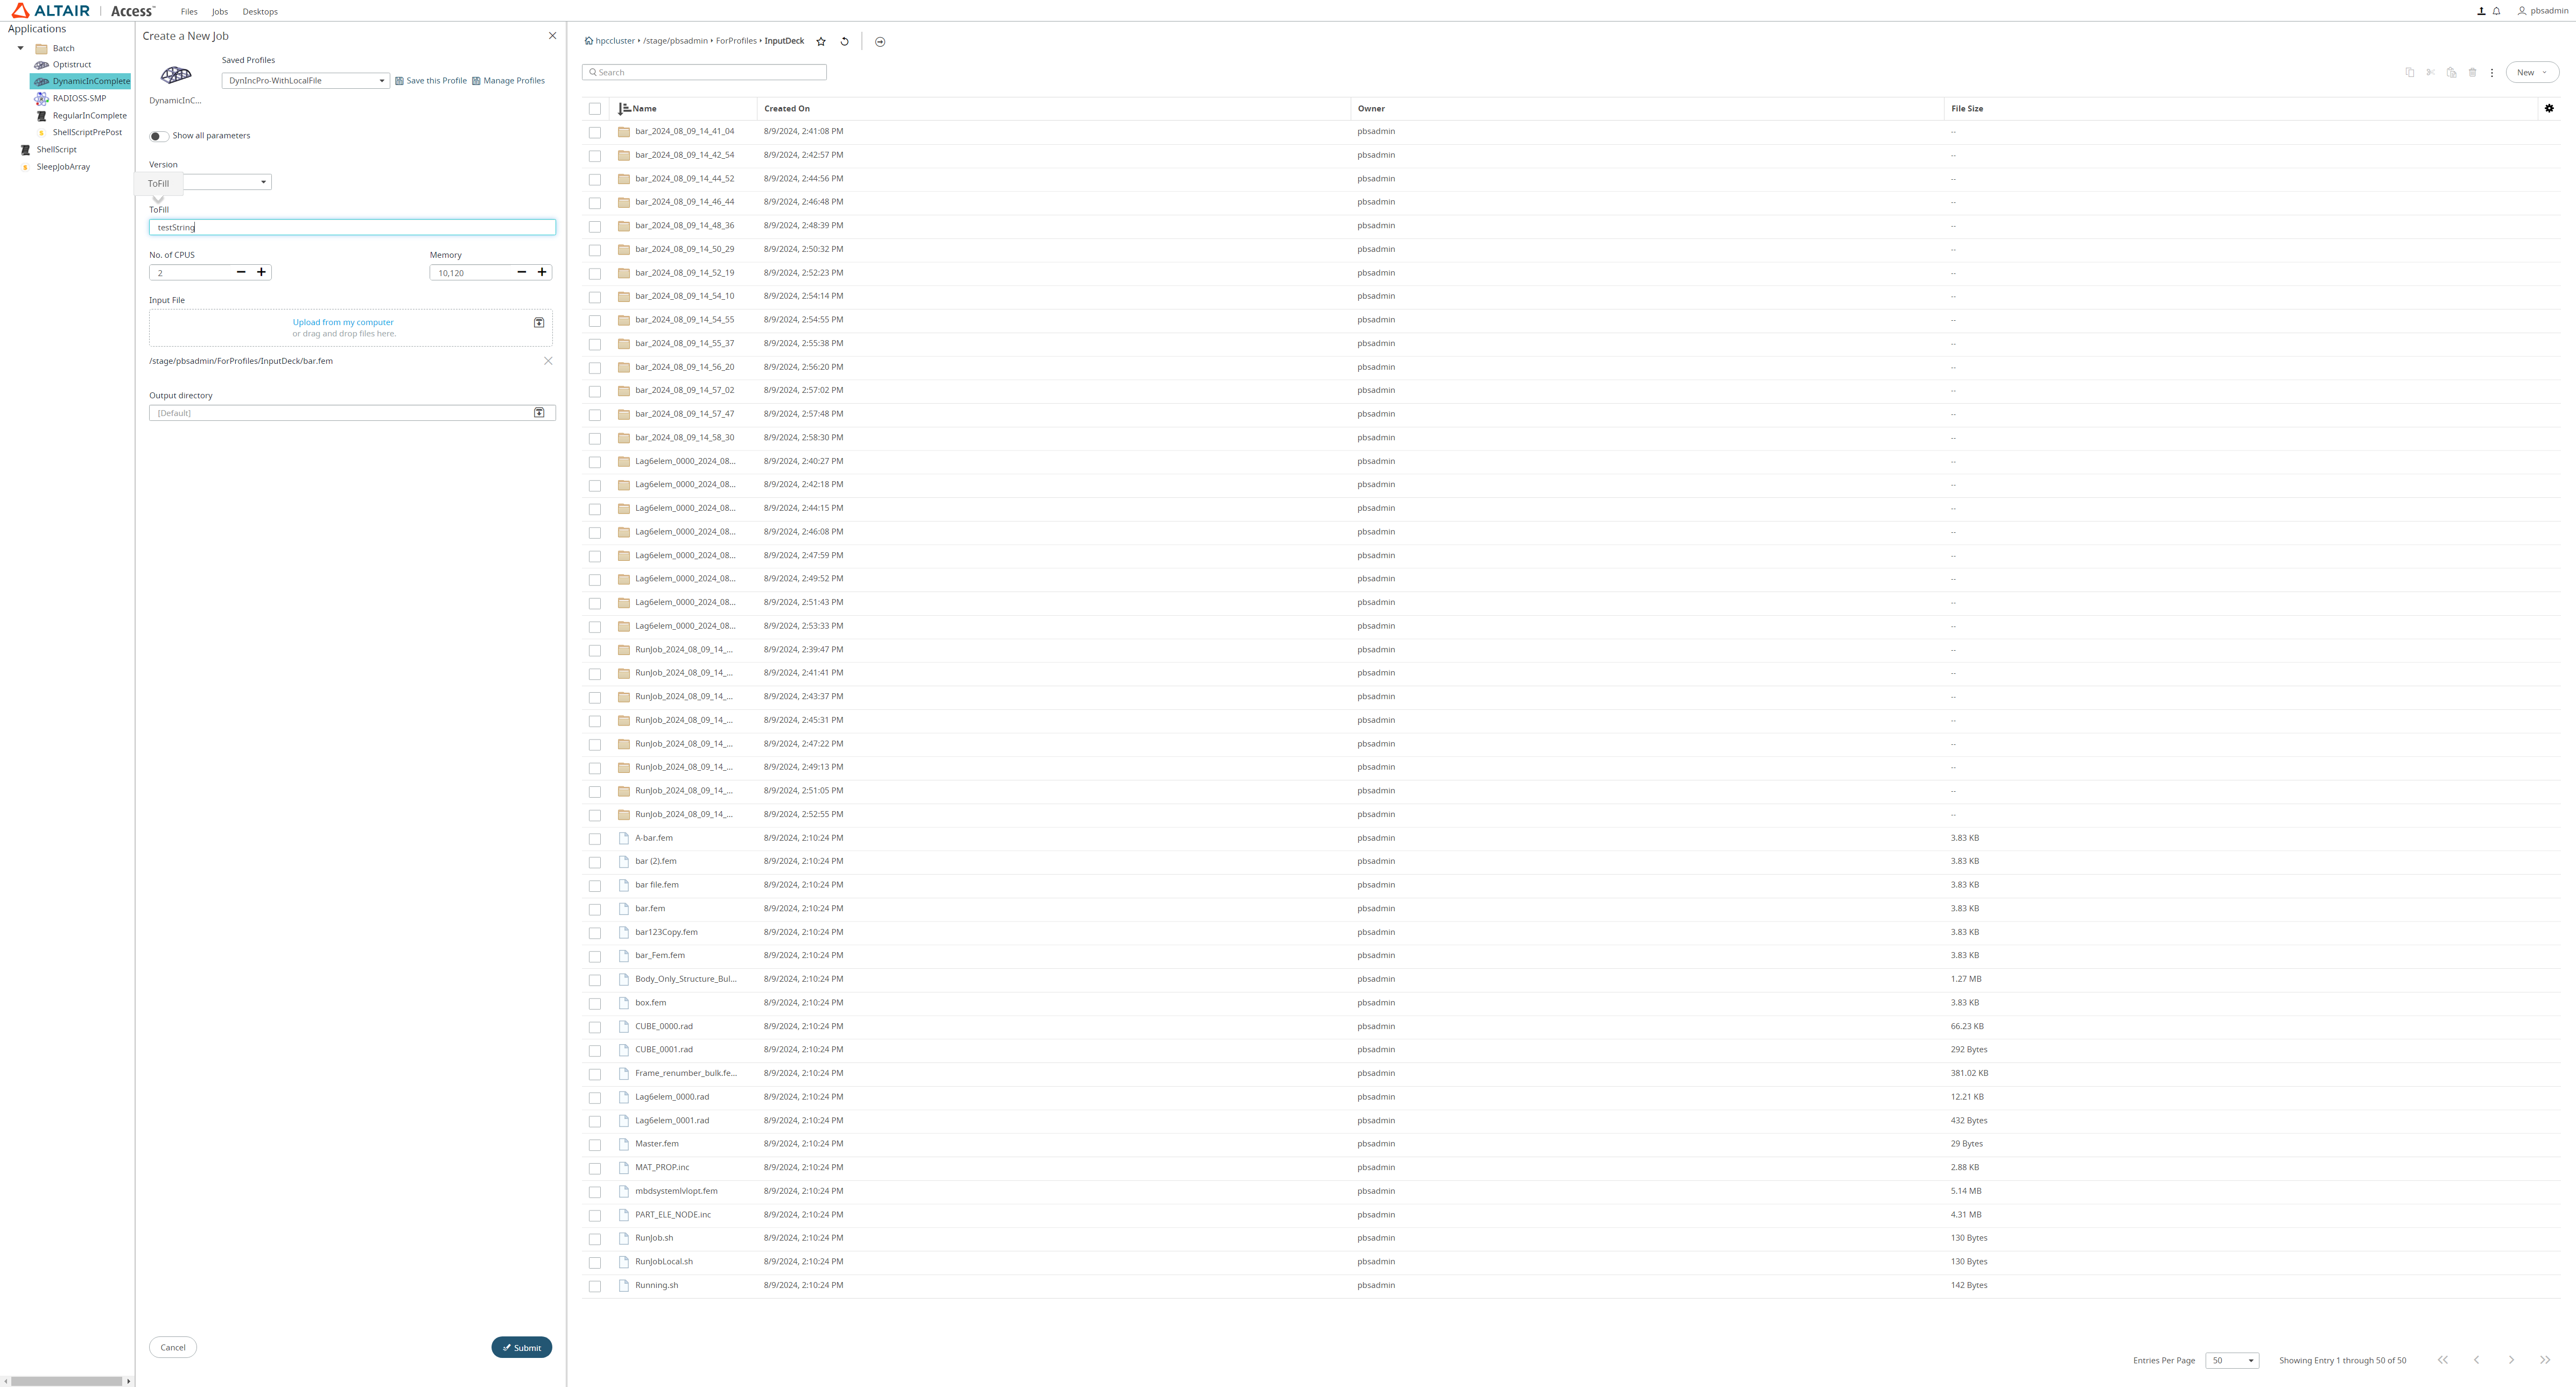 ALTAIR | Access™ Files Jobs Desktops pbsadmin
Applications
Batch
Optistruct
DynamicInComplete
RADIOSS-SMP
RegularInComplete
ShellScriptPrePost
ShellScript
SleepJobArray
Create a New Job
Saved Profiles
DynIncPro-WithLocalFile Save this Profile Manage Profiles
DynamicInC...
Show all parameters
Version
ToFill
ToFill
testString
No. of CPUS Memory
2 10,120
Input File
Upload from my computer
or drag and drop files here.
/stage/pbsadmin/ForProfiles/InputDeck/bar.fem
Output directory
[Default]
Cancel Submit
hpccluster /stage/pbsadmin ForProfiles InputDeck
Search New
Name Created On Owner File Size
bar_2024_08_09_14_41_04 8/9/2024, 2:41:08 PM pbsadmin --
bar_2024_08_09_14_42_54 8/9/2024, 2:42:57 PM pbsadmin --
bar_2024_08_09_14_44_52 8/9/2024, 2:44:56 PM pbsadmin --
bar_2024_08_09_14_46_44 8/9/2024, 2:46:48 PM pbsadmin --
bar_2024_08_09_14_48_36 8/9/2024, 2:48:39 PM pbsadmin --
bar_2024_08_09_14_50_29 8/9/2024, 2:50:32 PM pbsadmin --
bar_2024_08_09_14_52_19 8/9/2024, 2:52:23 PM pbsadmin --
bar_2024_08_09_14_54_10 8/9/2024, 2:54:14 PM pbsadmin --
bar_2024_08_09_14_54_55 8/9/2024, 2:54:55 PM pbsadmin --
bar_2024_08_09_14_55_37 8/9/2024, 2:55:38 PM pbsadmin --
bar_2024_08_09_14_56_20 8/9/2024, 2:56:20 PM pbsadmin --
bar_2024_08_09_14_57_02 8/9/2024, 2:57:02 PM pbsadmin --
bar_2024_08_09_14_57_47 8/9/2024, 2:57:48 PM pbsadmin --
bar_2024_08_09_14_58_30 8/9/2024, 2:58:30 PM pbsadmin --
Lag6elem_0000_2024_08... 8/9/2024, 2:40:27 PM pbsadmin --
Lag6elem_0000_2024_08... 8/9/2024, 2:42:18 PM pbsadmin --
Lag6elem_0000_2024_08... 8/9/2024, 2:44:15 PM pbsadmin --
Lag6elem_0000_2024_08... 8/9/2024, 2:46:08 PM pbsadmin --
Lag6elem_0000_2024_08... 8/9/2024, 2:47:59 PM pbsadmin --
Lag6elem_0000_2024_08... 8/9/2024, 2:49:52 PM pbsadmin --
Lag6elem_0000_2024_08... 8/9/2024, 2:51:43 PM pbsadmin --
Lag6elem_0000_2024_08... 8/9/2024, 2:53:33 PM pbsadmin --
RunJob_2024_08_09_14_... 8/9/2024, 2:39:47 PM pbsadmin --
RunJob_2024_08_09_14_... 8/9/2024, 2:41:41 PM pbsadmin --
RunJob_2024_08_09_14_... 8/9/2024, 2:43:37 PM pbsadmin --
RunJob_2024_08_09_14_... 8/9/2024, 2:45:31 PM pbsadmin --
RunJob_2024_08_09_14_... 8/9/2024, 2:47:22 PM pbsadmin --
RunJob_2024_08_09_14_... 8/9/2024, 2:49:13 PM pbsadmin --
RunJob_2024_08_09_14_... 8/9/2024, 2:51:05 PM pbsadmin --
RunJob_2024_08_09_14_... 8/9/2024, 2:52:55 PM pbsadmin --
A-bar.fem 8/9/2024, 2:10:24 PM pbsadmin 3.83 KB
bar (2).fem 8/9/2024, 2:10:24 PM pbsadmin 3.83 KB
bar file.fem 8/9/2024, 2:10:24 PM pbsadmin 3.83 KB
bar.fem 8/9/2024, 2:10:24 PM pbsadmin 3.83 KB
bar123Copy.fem 8/9/2024, 2:10:24 PM pbsadmin 3.83 KB
bar_Fem.fem 8/9/2024, 2:10:24 PM pbsadmin 3.83 KB
Body_Only_Structure_Bul... 8/9/2024, 2:10:24 PM pbsadmin 1.27 MB
box.fem 8/9/2024, 2:10:24 PM pbsadmin 3.83 KB
CUBE_0000.rad 8/9/2024, 2:10:24 PM pbsadmin 66.23 KB
CUBE_0001.rad 8/9/2024, 2:10:24 PM pbsadmin 292 Bytes
Frame_renumber_bulk.fe... 8/9/2024, 2:10:24 PM pbsadmin 381.02 KB
Lag6elem_0000.rad 8/9/2024, 2:10:24 PM pbsadmin 12.21 KB
Lag6elem_0001.rad 8/9/2024, 2:10:24 PM pbsadmin 432 Bytes
Master.fem 8/9/2024, 2:10:24 PM pbsadmin 29 Bytes
MAT_PROP.inc 8/9/2024, 2:10:24 PM pbsadmin 2.88 KB
mbdsystemlvlopt.fem 8/9/2024, 2:10:24 PM pbsadmin 5.14 MB
PART_ELE_NODE.inc 8/9/2024, 2:10:24 PM pbsadmin 4.31 MB
RunJob.sh 8/9/2024, 2:10:24 PM pbsadmin 130 Bytes
RunJobLocal.sh 8/9/2024, 2:10:24 PM pbsadmin 130 Bytes
Running.sh 8/9/2024, 2:10:24 PM pbsadmin 142 Bytes
Entries Per Page 50 Showing Entry 1 through 50 of 50